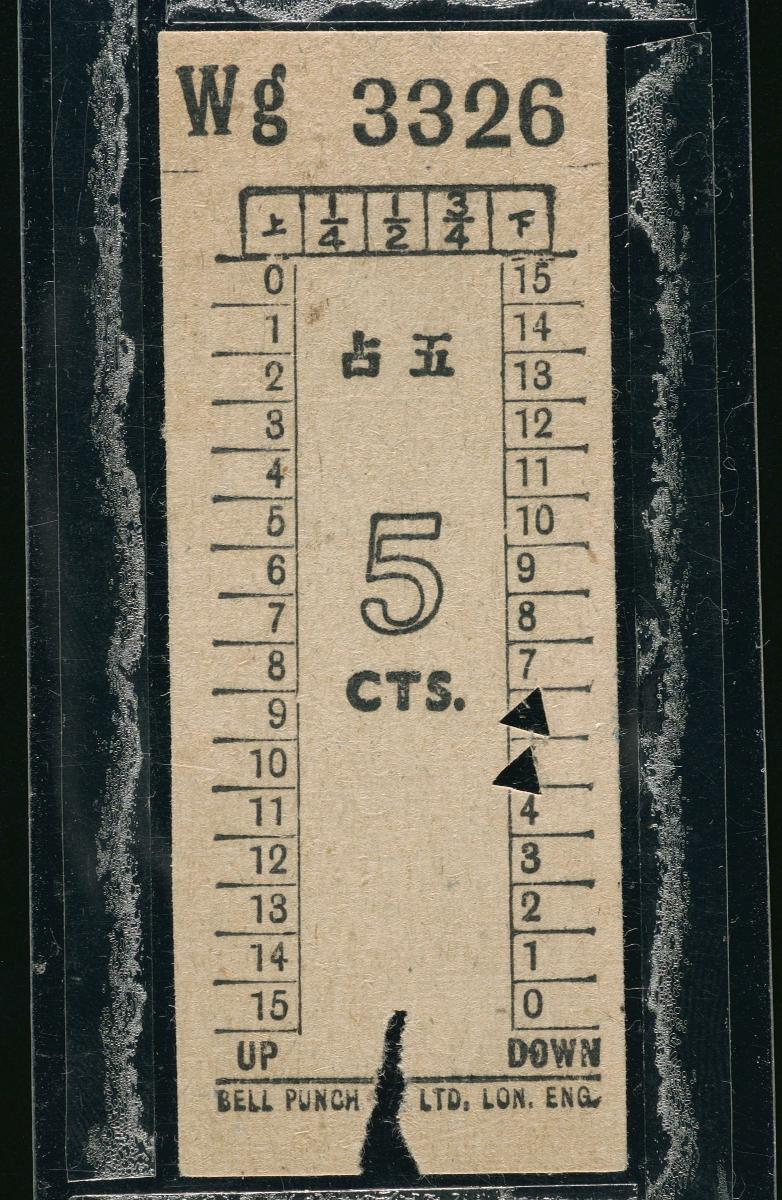 Wg 3326
上 1/4 1/2 3/4 下
0 15
1 14
占五
2 13
3 12
4 11
5 10
6 9
5
7 8
8 7
CTS.
9
10
11 4
12 3
13 2
14 1
15 0
UP DOWN
BELL PUNCH LTD. LON. ENG